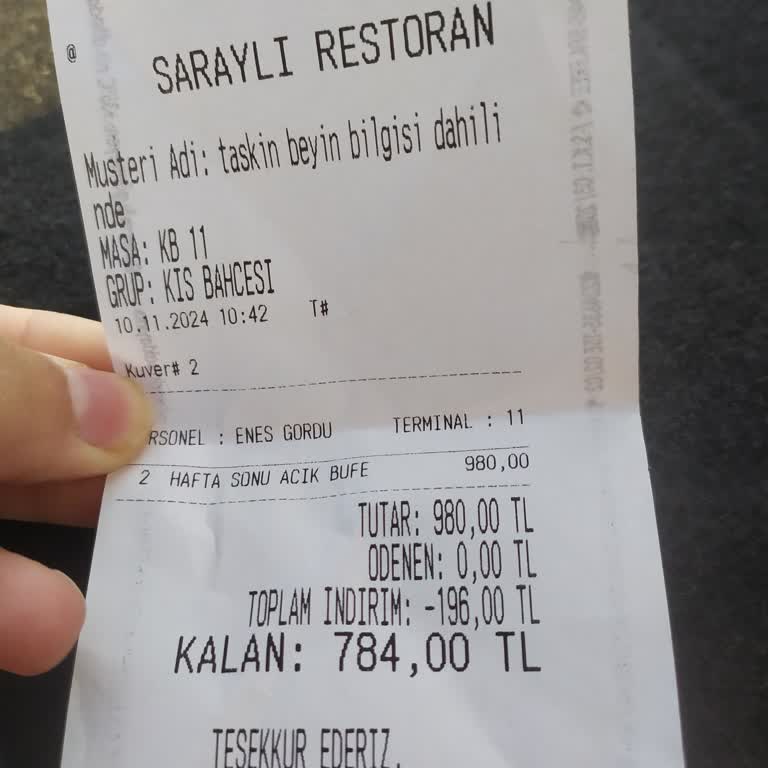 @
SARAYLI RESTORAN
Musteri Adi: taskin beyin bilgisi dahili
nde
MASA: KB 11
GRUP: KIS BAHCESI
10.11.2024 10:42 T#
Kuver# 2
RSONEL : ENES GORDU TERMINAL : 11
2 HAFTA SONU ACIK BUFE 980,00
TUTAR: 980,00 TL
ODENEN: 0,00 TL
TOPLAM INDIRIM: -196,00 TL
KALAN: 784,00 TL
TESEKKUR EDERIZ.